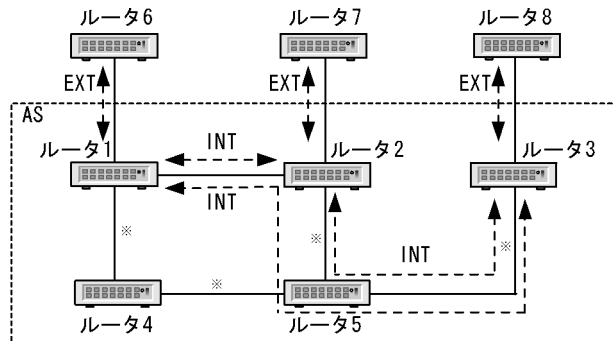 ルータ6
ルータ7
ルータ8
EXT
EXT
EXT
AS
ルータ1
INT
ルータ2
ルータ3
INT
※
※
INT
※
※
ルータ4
ルータ5